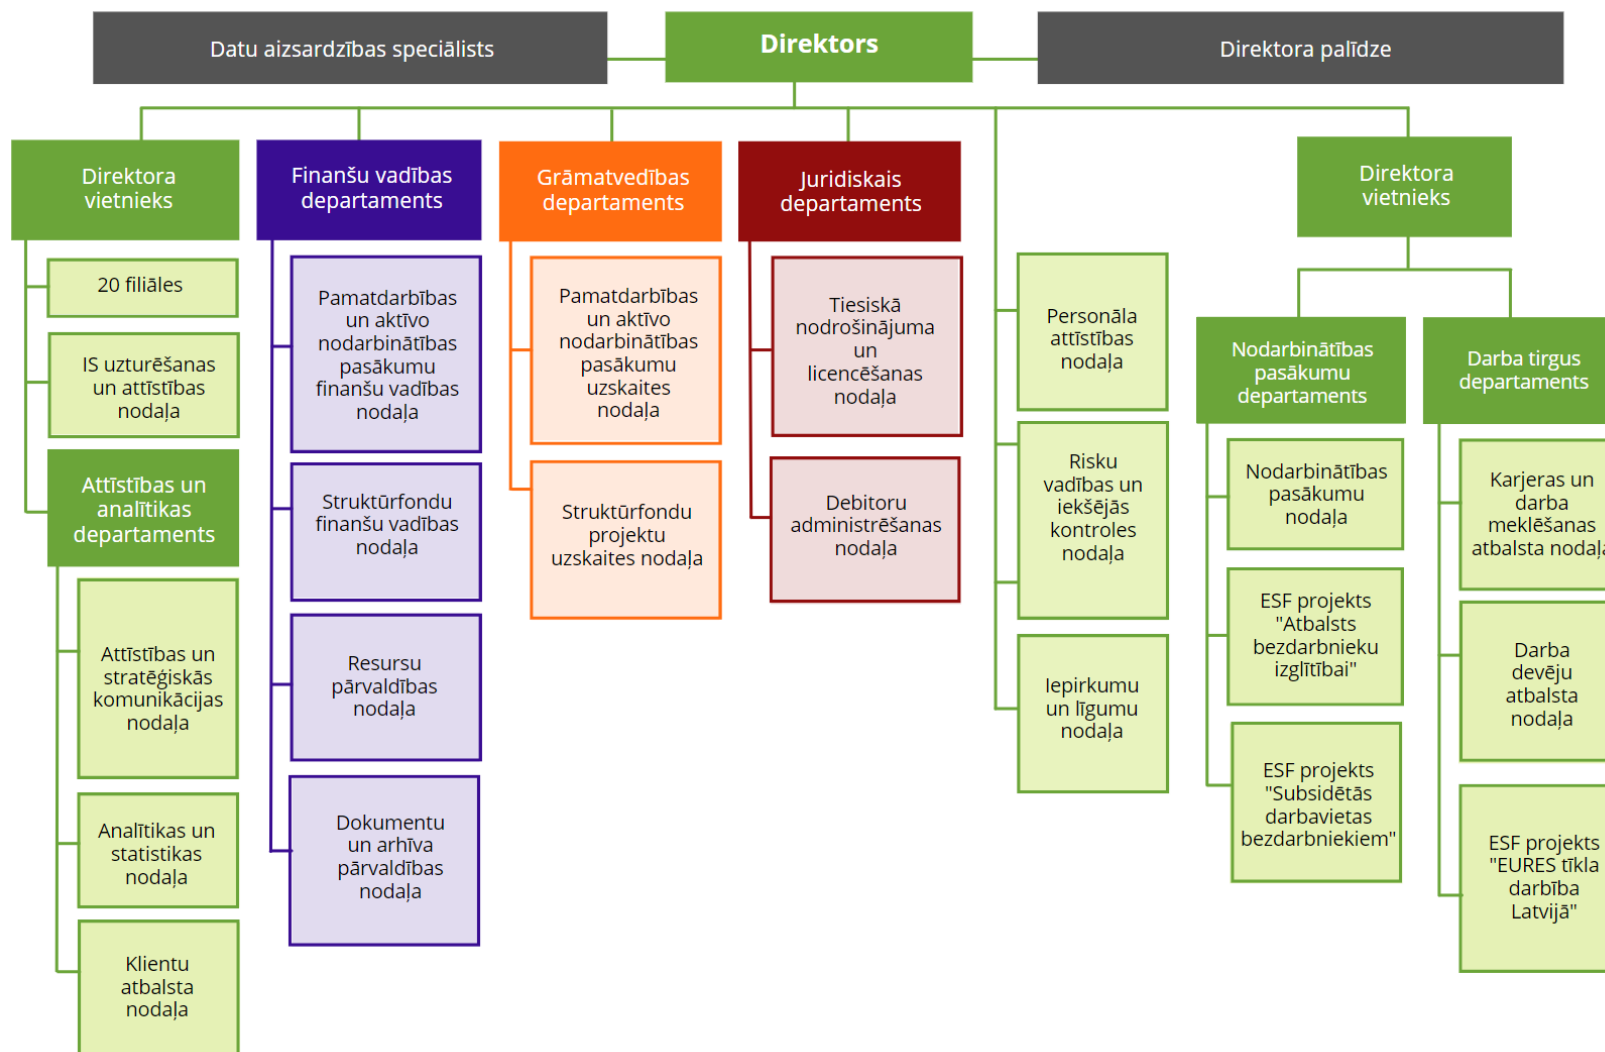 Datu aizsardzības speciālists
Direktors
Direktora palīdze
Direktora
vietnieks
20 filiāles
IS uzturēšanas
un attīstības
nodaļa
Attīstības un
analītikas
departaments
Attīstības un
stratēģiskās
komunikācijas
nodaļa
Analītikas un
statistikas
nodaļa
Klientu
atbalsta
nodaļa
Finanšu vadības
departaments
Pamatdarbības
un aktīvo
nodarbinātības
pasākumu
finanšu vadības
nodaļa
Struktūrfondu
finanšu vadības
nodaļa
Resursu
pārvaldības
nodaļa
Dokumentu
un arhīva
pārvaldības
nodaļa
Grāmatvedības
departaments
Pamatdarbības
un aktīvo
nodarbinātības
pasākumu
uzskaites
nodaļa
Struktūrfondu
projektu
uzskaites nodaļa
Juridiskais
departaments
Tiesiskā
nodrošinājuma
un
licencēšanas
nodaļa
Debitoru
administrēšanas
nodaļa
Personāla
attīstības
nodaļa
Risku
vadības un
iekšējās
kontroles
nodaļa
Iepirkumu
un līgumu
nodaļa
Direktora
vietnieks
Nodarbinātības
pasākumu
departaments
Nodarbinātības
pasākumu
nodaļa
ESF projekts
"Atbalsts
bezdarbnieku
izglītībai"
ESF projekts
"Subsidētās
darbavietas
bezdarbniekiem"
Darba tirgus
departaments
Karjeras un
darba
meklēšanas
atbalsta nodaļa
Darba
devēju
atbalsta
nodaļa
ESF projekts
"EURES tīkla
darbība
Latvijā"